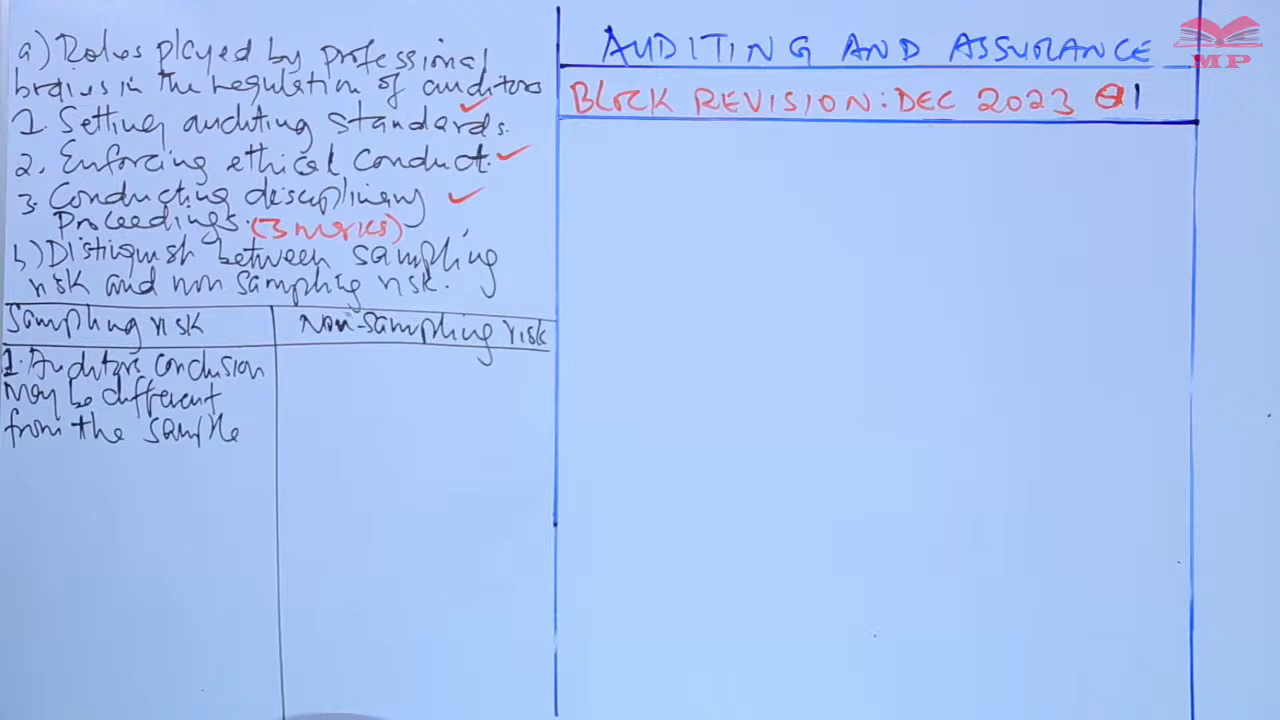 a) Roles played by professional
bodies in the regulation of auditors
1. Setting auditing standards.
2. Enforcing ethical conduct.
3. Conducting disciplinary
Proceedings. (3 marks)
b) Distinguish between sampling
risk and non sampling risk.
Sampling risk
Non-sampling risk
1. Auditors conclusion
may be different
from the sample
AUDITING AND ASSURANCE
BLOCK REVISION: DEC 2023 Q1
MP